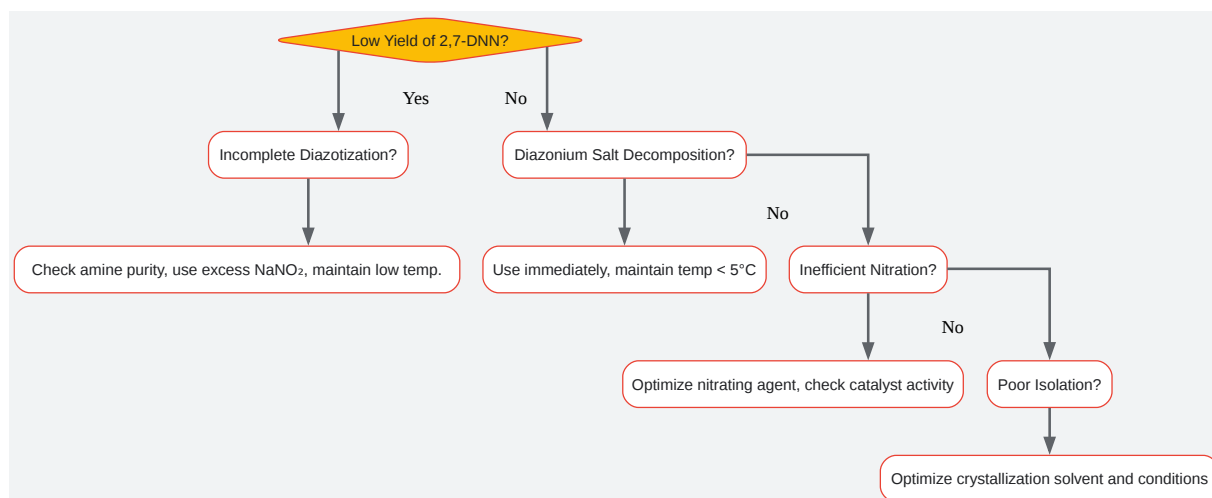 Low Yield of 2,7-DNN?
Yes
No
Incomplete Diazotization?
Diazonium Salt Decomposition?
No
Check amine purity, use excess NaNO₂, maintain low temp.
Use immediately, maintain temp < 5°C
Inefficient Nitration?
No
Optimize nitrating agent, check catalyst activity
Poor Isolation?
Optimize crystallization solvent and conditions